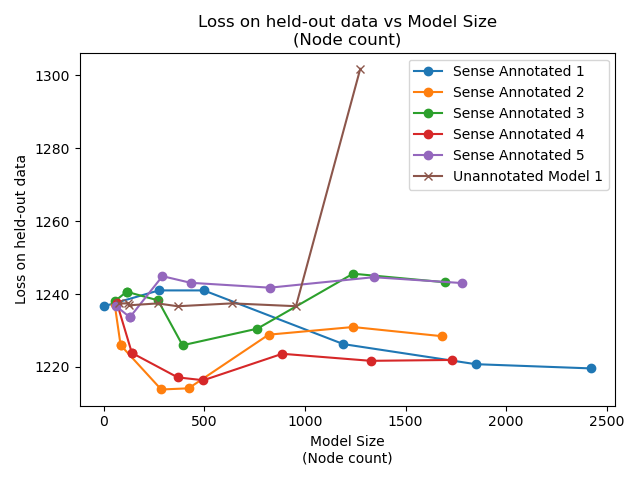 Loss on held-out data vs Model Size
(Node count)
Loss on held-out data
1300
1280
1260
1240
1220
Sense Annotated 1
Sense Annotated 2
Sense Annotated 3
Sense Annotated 4
Sense Annotated 5
Unannotated Model 1
0
500
1000
1500
2000
2500
Model Size
(Node count)